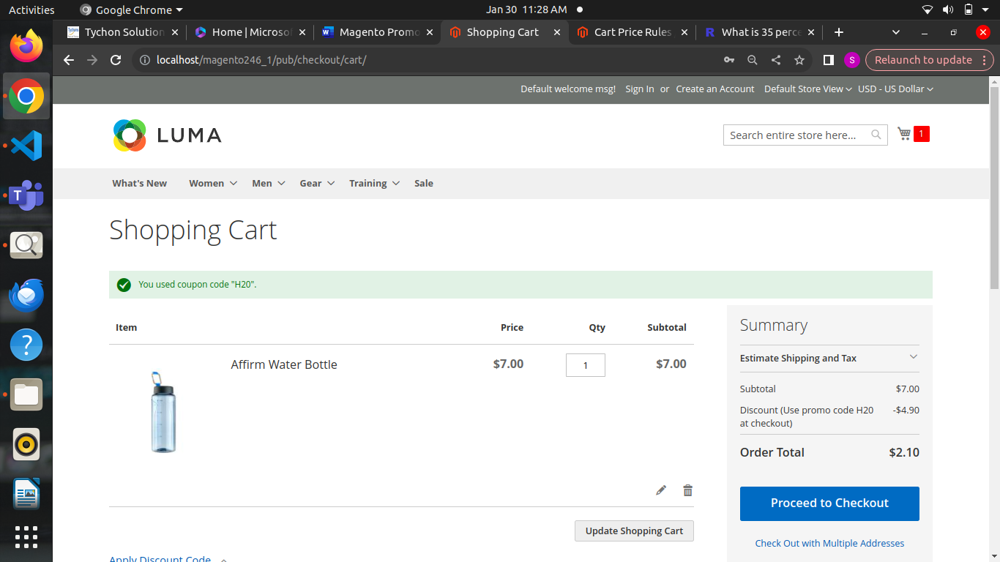 Activities
Google Chrome
Jan 30 11:28 AM
Tychon Solution
Home | Microsof
Magento Promo
Shopping Cart
Cart Price Rules
What is 35 perce
localhost/magento246_1/pub/checkout/cart/
S
Relaunch to update
Default welcome msg! Sign In or Create an Account Default Store View USD - US Dollar
LUMA
Search entire store here...
1
What's New Women Men Gear Training Sale
Shopping Cart
You used coupon code "H20".
Item Price Qty Subtotal
Affirm Water Bottle $7.00 1 $7.00
Update Shopping Cart
Apply Discount Code
Summary
Estimate Shipping and Tax
Subtotal $7.00
Discount (Use promo code H20 -$4.90
at checkout)
Order Total $2.10
Proceed to Checkout
Check Out with Multiple Addresses